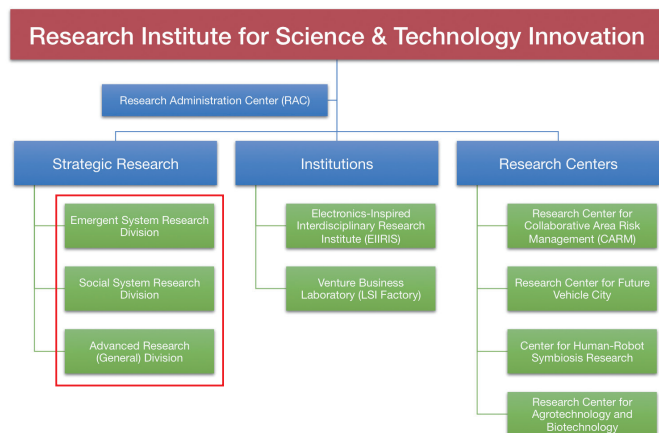 Research Institute for Science & Technology Innovation
Research Administration Center (RAC)
Strategic Research
Institutions
Research Centers
Emergent System Research
Division
Social System Research
Division
Advanced Research
(General) Division
Electronics-Inspired
Interdisciplinary Research
Institute (EIIRIS)
Venture Business
Laboratory (LSI Factory)
Research Center for
Collaborative Area Risk
Management (CARM)
Research Center for Future
Vehicle City
Center for Human-Robot
Symbiosis Research
Research Center for
Agrotechnology and
Biotechnology